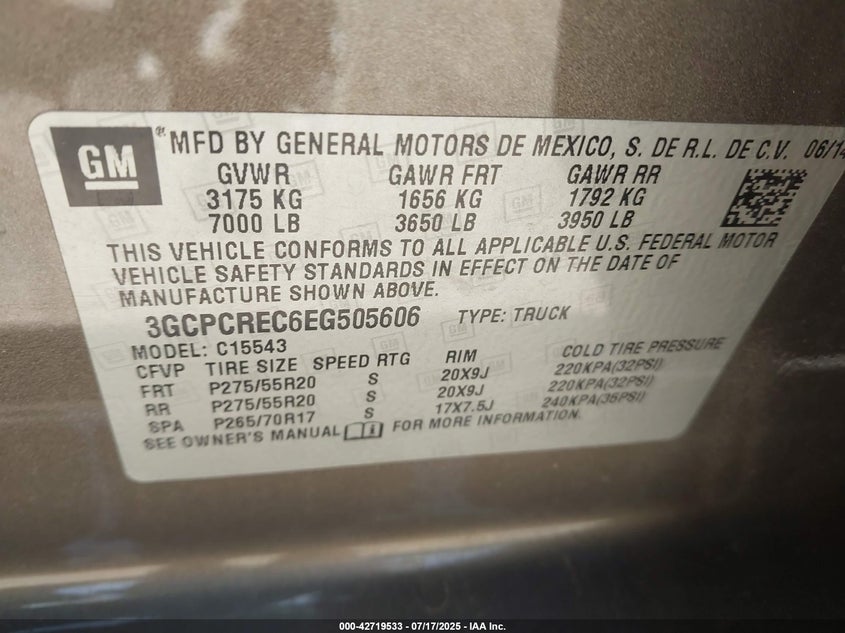 GM ® MFD BY GENERAL MOTORS DE MEXICO, S. DE R.L. DE C.V. 06/14
GVWR GAWR FRT GAWR RR
3175 KG 1656 KG 1792 KG
7000 LB 3650 LB 3950 LB
THIS VEHICLE CONFORMS TO ALL APPLICABLE U.S. FEDERAL MOTOR
VEHICLE SAFETY STANDARDS IN EFFECT ON THE DATE OF
MANUFACTURE SHOWN ABOVE.
3GCPCREC6EG505606 TYPE: TRUCK
MODEL: C15543
CFVP TIRE SIZE SPEED RTG RIM COLD TIRE PRESSURE
FRT P275/55R20 S 20X9J 220KPA(32PSI)
RR P275/55R20 S 20X9J 220KPA(32PSI)
SPA P265/70R17 S 17X7.5J 240KPA(35PSI)
SEE OWNER'S MANUAL FOR MORE INFORMATION.
000-42719533 - 07/17/2025 - IAA Inc.